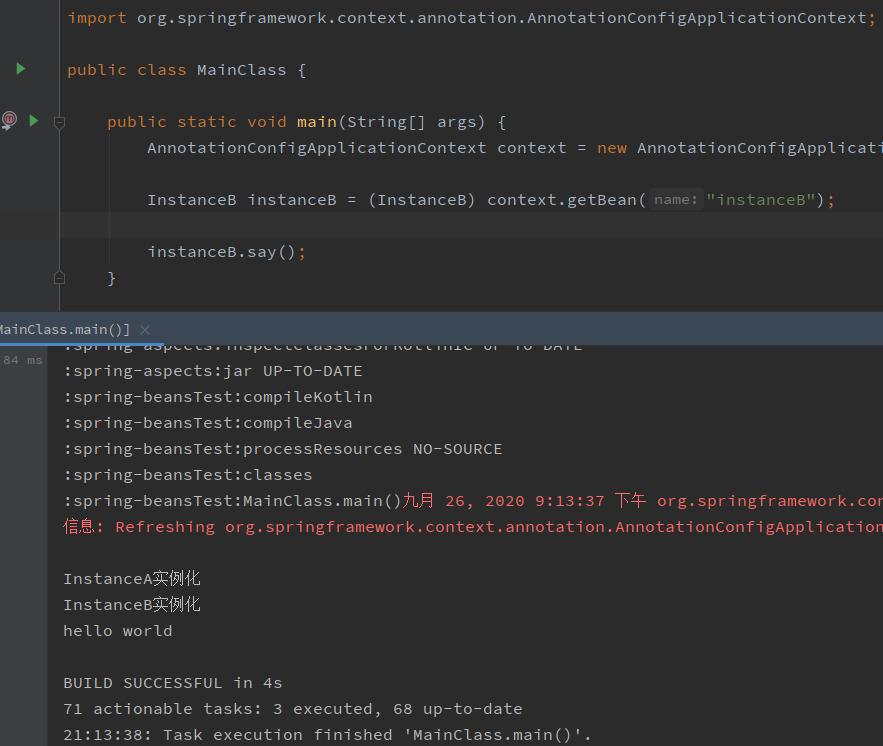 import org.springframework.context.annotation.AnnotationConfigApplicationContext;
public class MainClass {
public static void main(String[] args) {
AnnotationConfigApplicationContext context = new AnnotationConfigApplicati
InstanceB instanceB = (InstanceB) context.getBean( name: "instanceB");
instanceB.say();
}
MainClass.main()]
84 ms
:spring-aspects:inspectClassesForKotlinIC UP-TO-DATE
:spring-aspects:jar UP-TO-DATE
:spring-beansTest:compileKotlin
:spring-beansTest:compileJava
:spring-beansTest:processResources NO-SOURCE
:spring-beansTest:classes
:spring-beansTest:MainClass.main()九月 26, 2020 9:13:37 下午 org.springframework.con
信息: Refreshing org.springframework.context.annotation.AnnotationConfigApplication
InstanceA实例化
InstanceB实例化
hello world
BUILD SUCCESSFUL in 4s
71 actionable tasks: 3 executed, 68 up-to-date
21:13:38: Task execution finished 'MainClass.main()'.